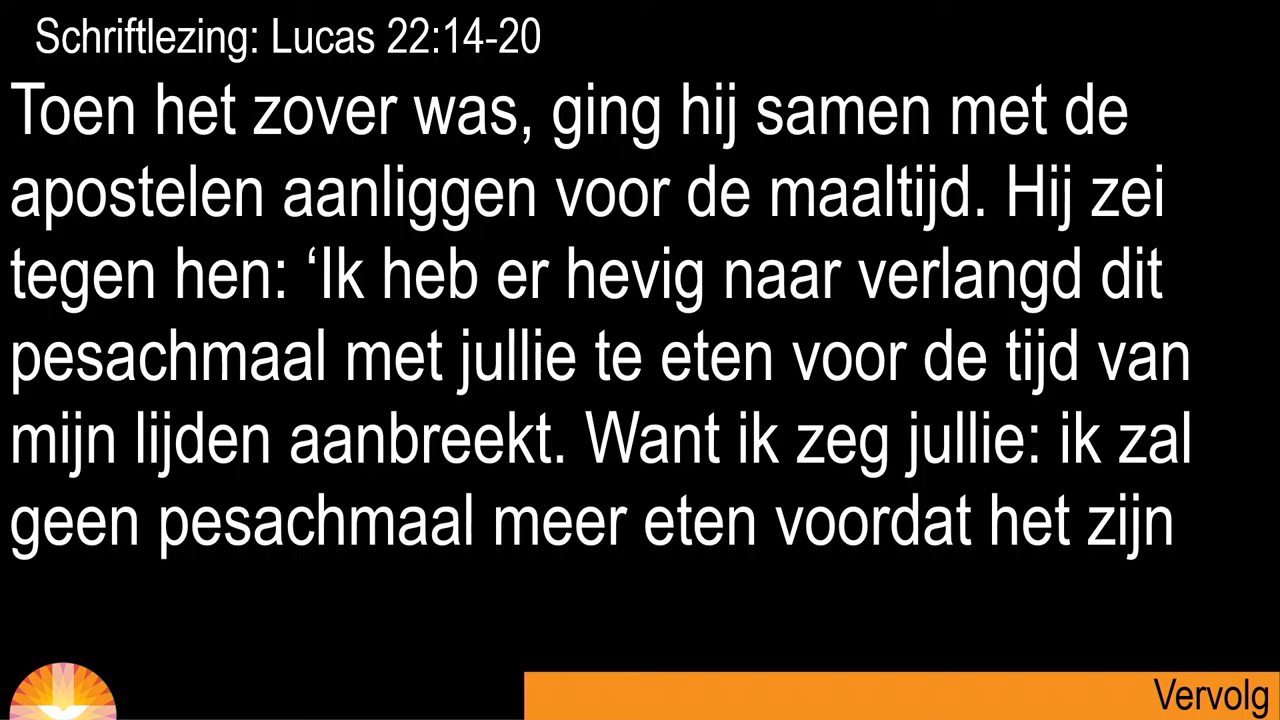 Schriftlezing: Lucas 22:14-20
Toen het zover was, ging hij samen met de
apostelen aanliggen voor de maaltijd. Hij zei
tegen hen: ‘Ik heb er hevig naar verlangd dit
pesachmaal met jullie te eten voor de tijd van
mijn lijden aanbreekt. Want ik zeg jullie: ik zal
geen pesachmaal meer eten voordat het zijn
Vervolg